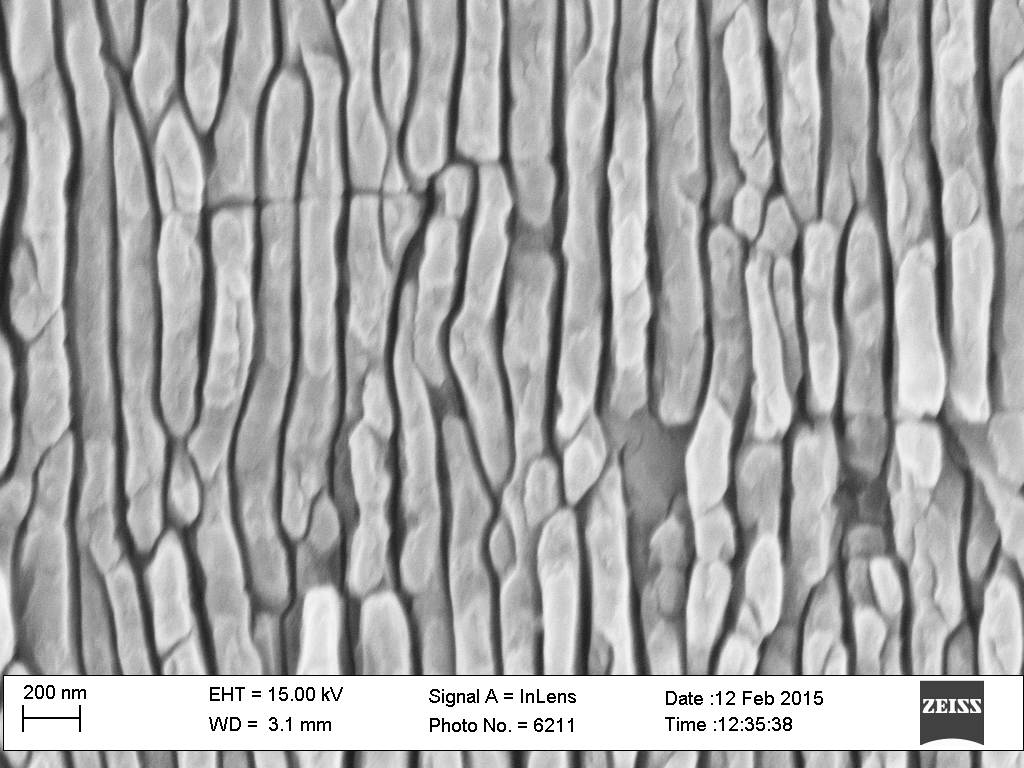 200 nm
EHT = 15.00 kV
Signal A = InLens
Date :12 Feb 2015
WD = 3.1 mm
Photo No. = 6211
Time :12:35:38
ZEISS